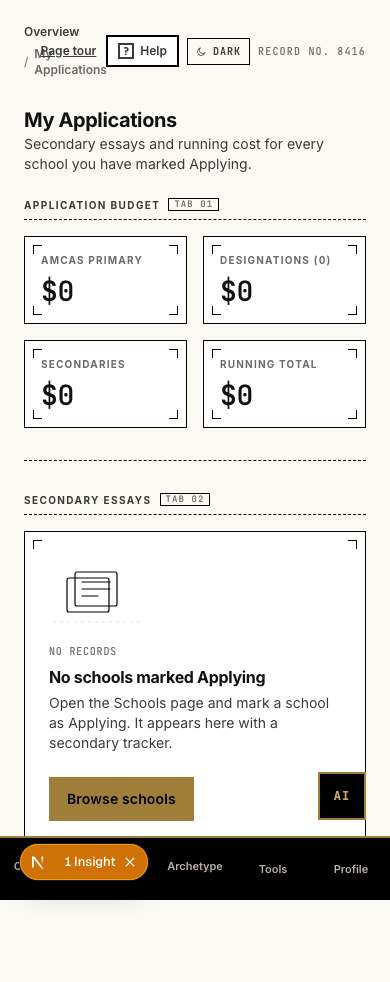 Overview
/ My Applications
Page tour
? Help
DARK
RECORD NO. 8416
My Applications
Secondary essays and running cost for every
school you have marked Applying.
APPLICATION BUDGET TAB 01
AMCAS PRIMARY
$0
DESIGNATIONS (0)
$0
SECONDARIES
$0
RUNNING TOTAL
$0
SECONDARY ESSAYS TAB 02
NO RECORDS
No schools marked Applying
Open the Schools page and mark a school
as Applying. It appears here with a
secondary tracker.
Browse schools
AI
N 1 Insight
Archetype
Tools
Profile